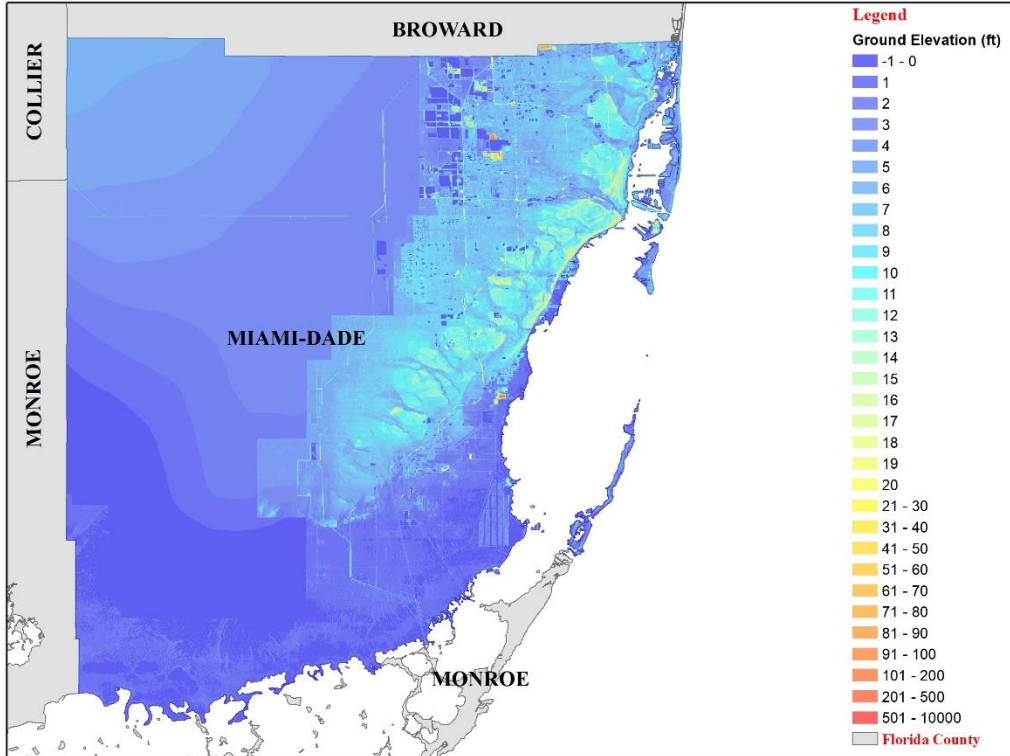 BROWARD
COLLIER
MONROE
MIAMI-DADE
MONROE
Legend
Ground Elevation (ft)
-1 - 0
1
2
3
4
5
6
7
8
9
10
11
12
13
14
15
16
17
18
19
20
21 - 30
31 - 40
41 - 50
51 - 60
61 - 70
71 - 80
81 - 90
91 - 100
101 - 200
201 - 500
501 - 10000
Florida County